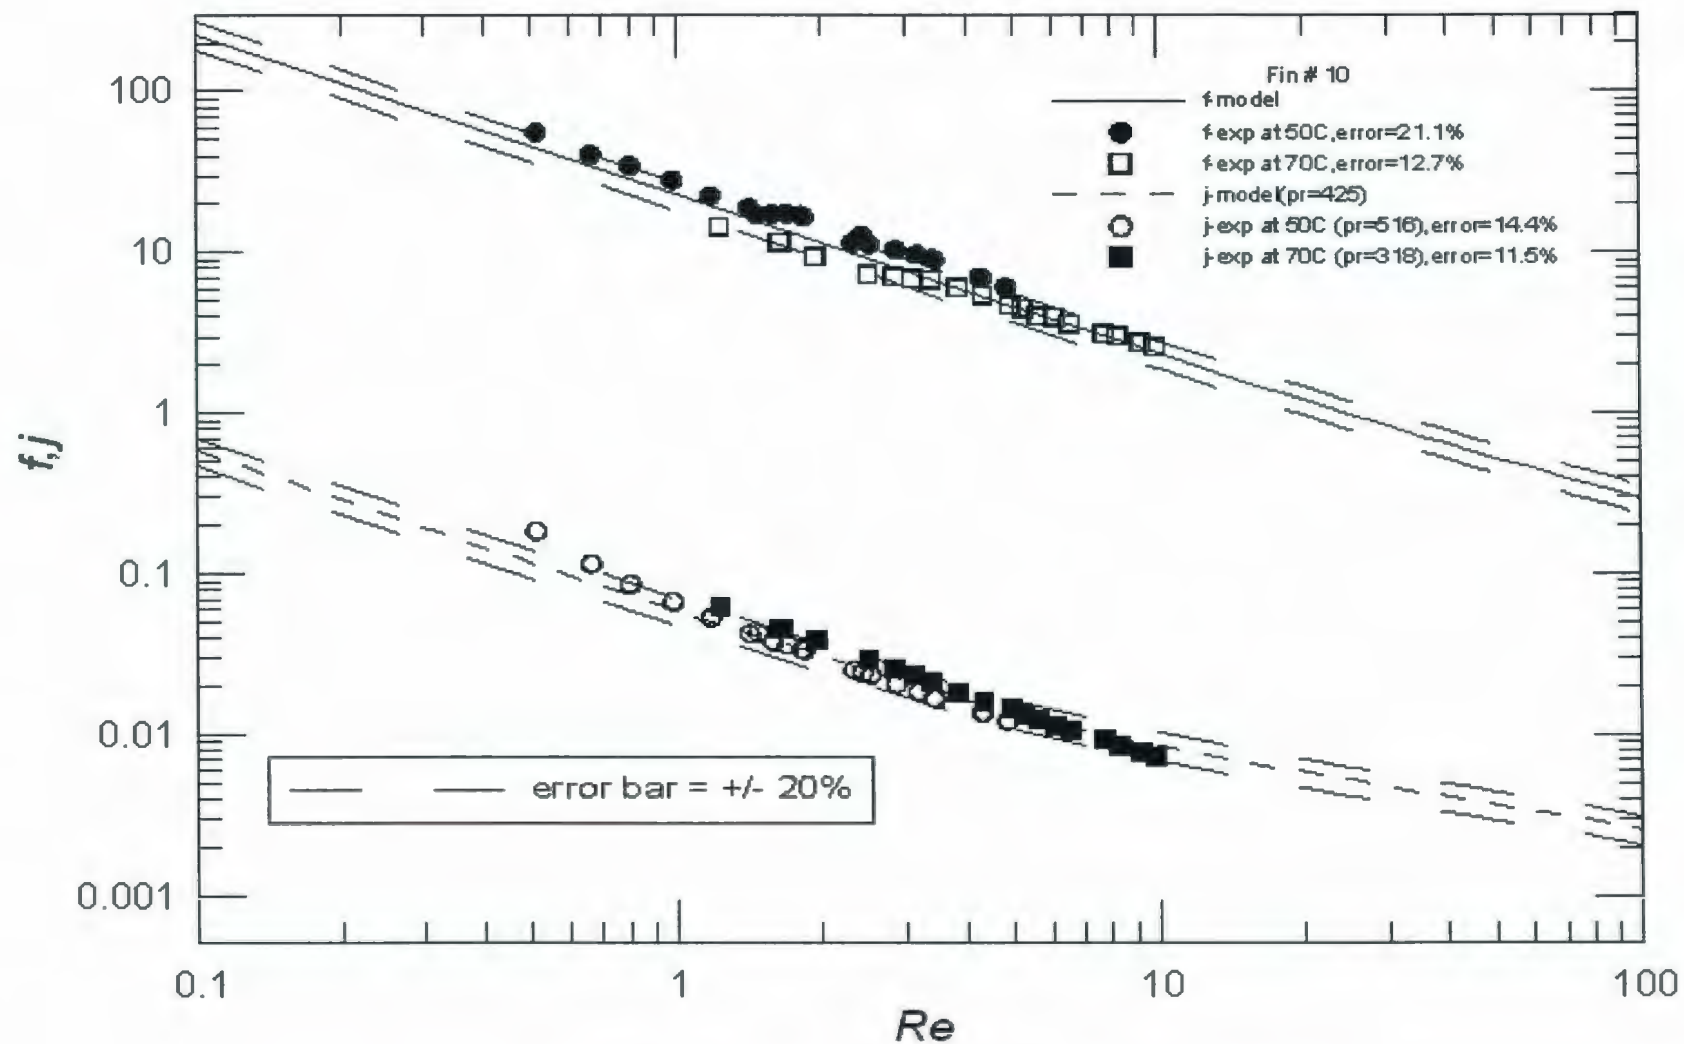 Fin # 10
f-model
f-exp at 50C,error=21.1%
f-exp at 70C,error=12.7%
j-model(pr=425)
j-exp at 50C (pr=516),error=14.4%
j-exp at 70C (pr=318),error=11.5%
100
10
1
0.1
0.01
0.001
f,j
error bar = +/- 20%
0.1 1 10 100
Re